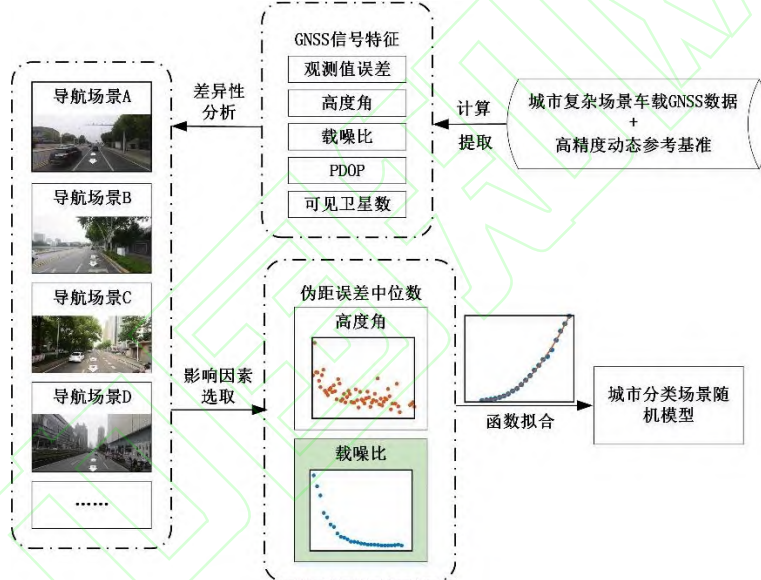 GNSS信号特征
观测值误差
高度角
载噪比
PDOP
可见卫星数
计算
提取
城市复杂场景车载GNSS数据
+
高精度动态参考基准
差异性
分析
导航场景A
导航场景B
导航场景C
导航场景D
……
影响因素
选取
伪距误差中位数
高度角
载噪比
函数拟合
城市分类场景随
机模型